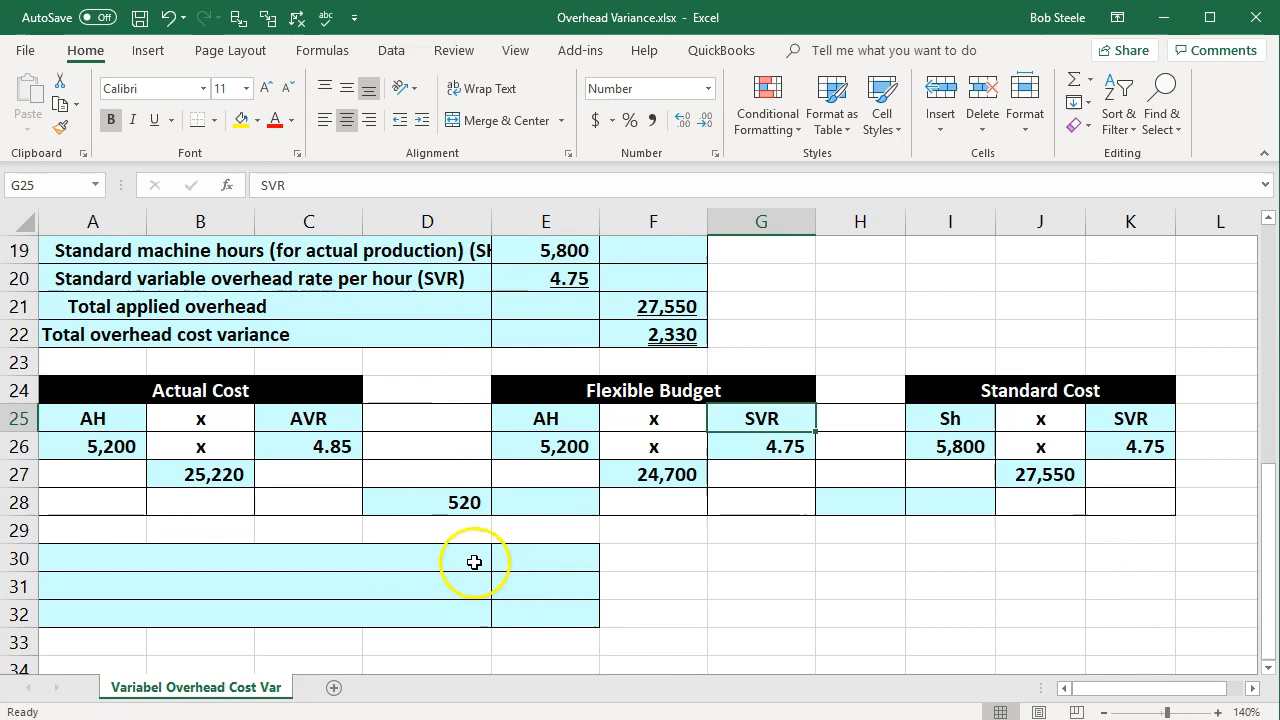 AutoSave Off
Overhead Variance.xlsx - Excel
Bob Steele
File Home Insert Page Layout Formulas Data Review View Add-ins Help QuickBooks Tell me what you want to do Share Comments
Paste
Calibri 11
Wrap Text
Number
Conditional Formatting
Format as Table
Cell Styles
Insert
Delete
Format
Sort & Filter
Find & Select
B I U
Merge & Center
$ % ,
Clipboard Font Alignment Number Styles Cells Editing
G25 fx SVR
A B C D E F G H I J K L
19 Standard machine hours (for actual production) (SH 5,800
20 Standard variable overhead rate per hour (SVR) 4.75
21 Total applied overhead 27,550
22 Total overhead cost variance 2,330
23
24 Actual Cost Flexible Budget Standard Cost
25 AH x AVR AH x SVR Sh x SVR
26 5,200 x 4.85 5,200 x 4.75 5,800 x 4.75
27 25,220 24,700 27,550
28 520
29
30
31
32
33
34
Variabel Overhead Cost Var
Ready
140%